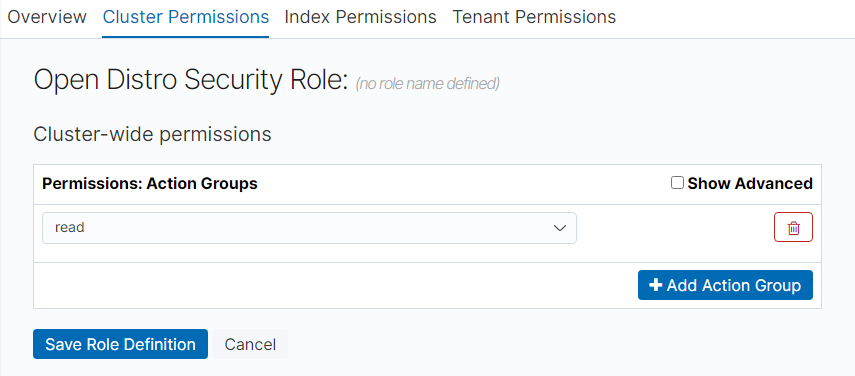 Overview Cluster Permissions Index Permissions Tenant Permissions
Open Distro Security Role: (no role name defined)
Cluster-wide permissions
Permissions: Action Groups Show Advanced
read
Add Action Group
Save Role Definition Cancel